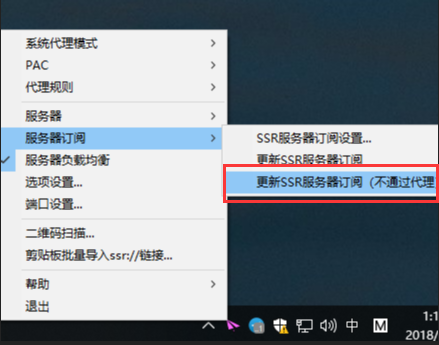 系统代理模式
PAC
代理规则
服务器
服务器订阅
服务器负载均衡
选项设置...
端口设置...
二维码扫描...
剪贴板批量导入ssr://链接...
帮助
退出
SSR服务器订阅设置...
更新SSR服务器订阅
更新SSR服务器订阅（不通过代理
中
M
1:1
2018/